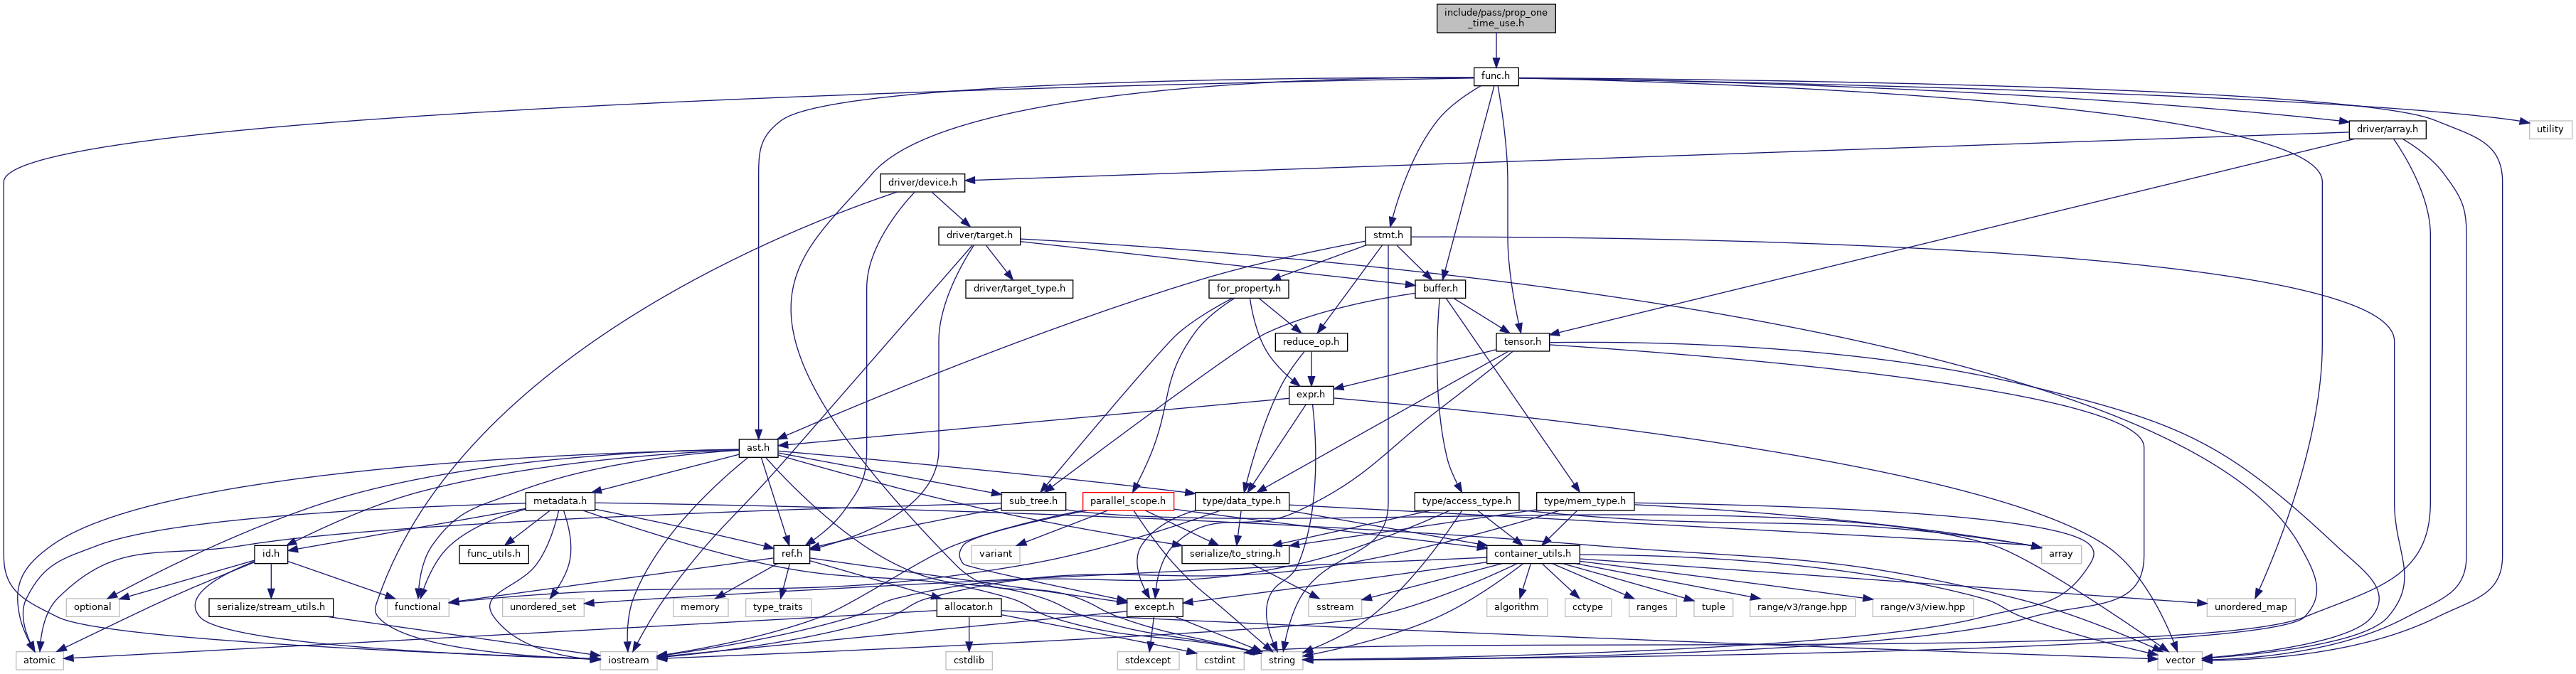 include/pass/prop_one
_time_use.h
func.h
driver/array.h
utility
driver/device.h
driver/target.h
stmt.h
driver/target_type.h
for_property.h
buffer.h
reduce_op.h
tensor.h
expr.h
ast.h
metadata.h
sub_tree.h
parallel_scope.h
type/data_type.h
type/access_type.h
type/mem_type.h
func_utils.h
id.h
ref.h
variant
serialize/to_string.h
container_utils.h
array
optional
serialize/stream_utils.h
functional
unordered_set
memory
type_traits
allocator.h
except.h
sstream
algorithm
cctype
ranges
tuple
range/v3/range.hpp
range/v3/view.hpp
unordered_map
atomic
iostream
cstdlib
stdexcept
cstdint
string
vector